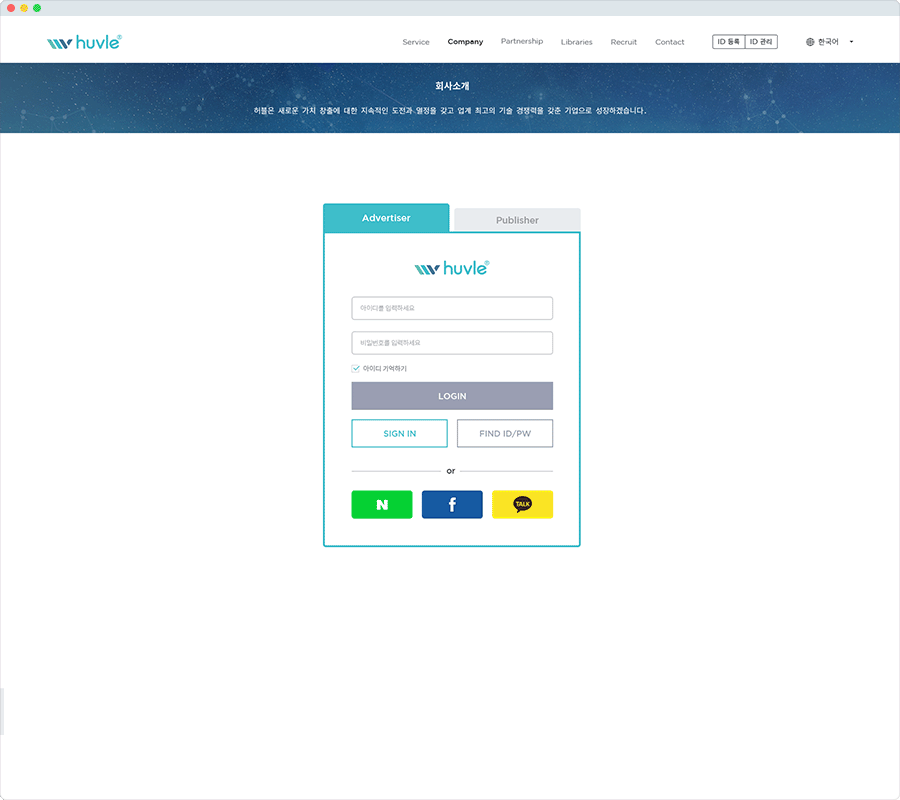 huvle
Service Company Partnership Libraries Recruit Contact ID 등록 ID 관리 한국어
회사소개
허블은 새로운 가치 창출에 대한 지속적인 도전과 열정을 갖고 업계 최고의 기술 경쟁력을 갖춘 기업으로 성장하겠습니다.
Advertiser Publisher
huvle
아이디를 입력하세요
비밀번호를 입력하세요
아이디 기억하기
LOGIN
SIGN IN FIND ID/PW
or
N f TALK